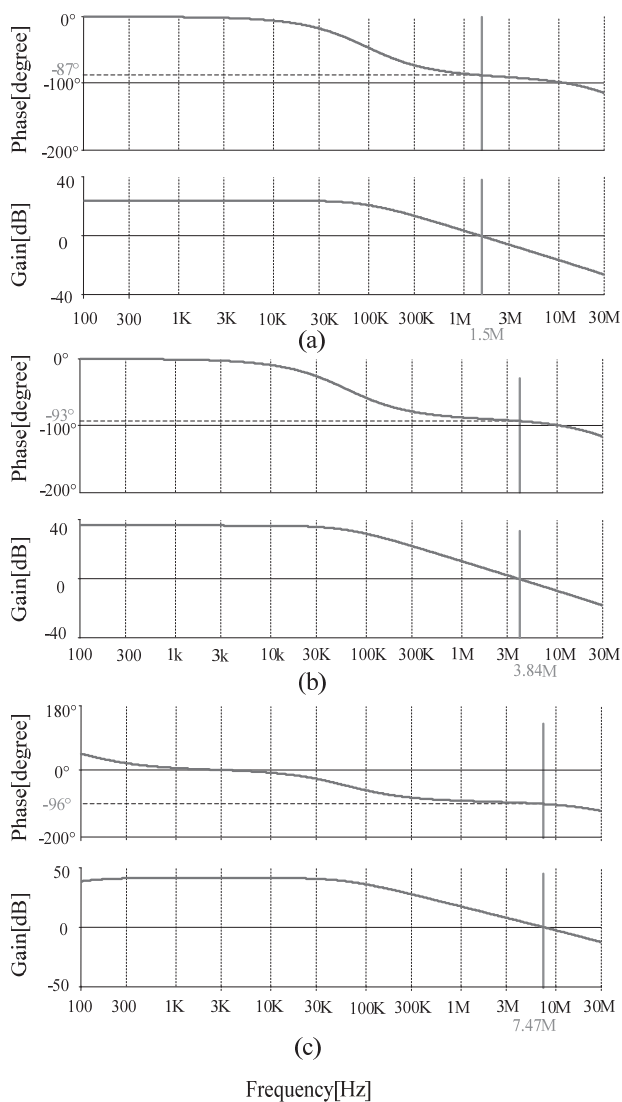 Phase[degree]
0°
-87°
-100°
-200°
Gain[dB]
40
0
-40
100 300 1K 3K 10K 30K 100K 300K 1M 3M 10M 30M
1.5M
(a)
Phase[degree]
0°
-93°
-100°
-200°
Gain[dB]
40
0
-40
100 300 1k 3k 10k 30K 100K 300K 1M 3M 10M 30M
3.84M
(b)
Phase[degree]
180°
0°
-96°
-200°
Gain[dB]
50
0
-50
100 300 1K 3K 10K 30K 100K 300K 1M 3M 10M 30M
7.47M
(c)
Frequency[Hz]